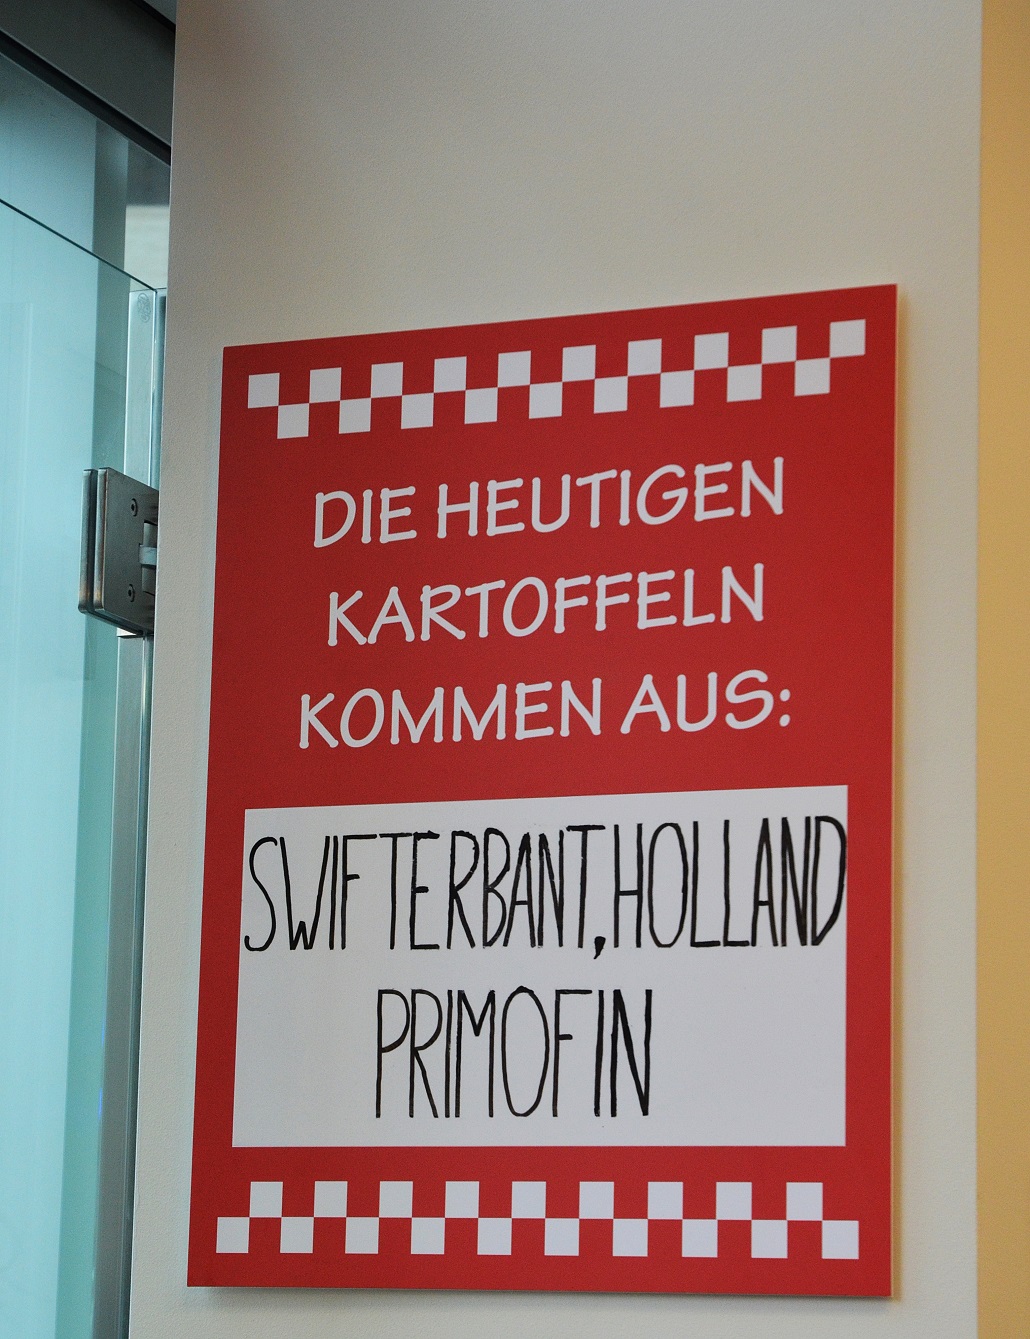 DIE HEUTIGEN
KARTOFFELN
KOMMEN AUS:
SWIFTERBANT, HOLLAND
PRIMOFIN